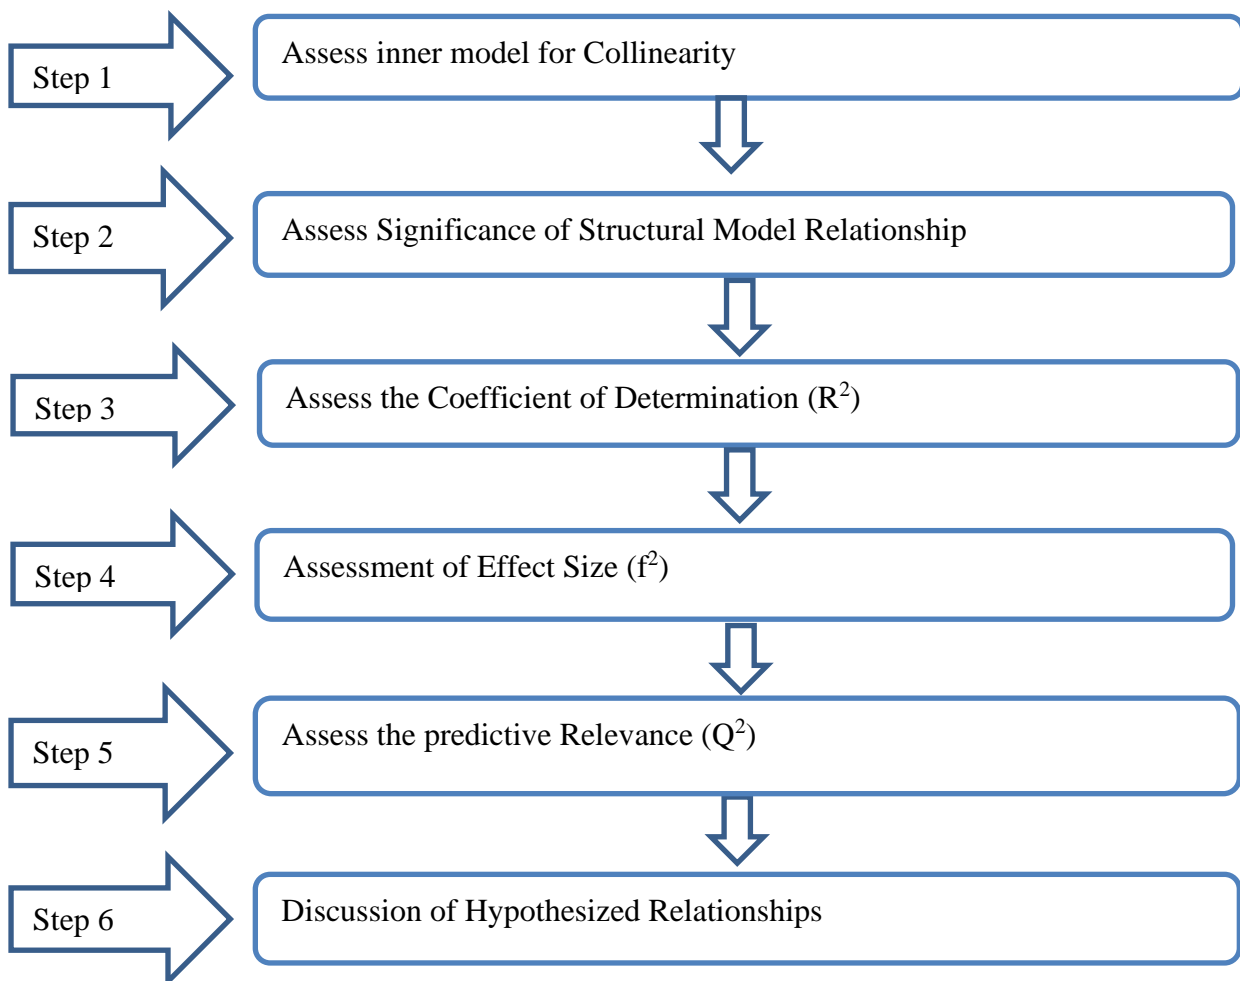 Step 1
Assess inner model for Collinearity
Step 2
Assess Significance of Structural Model Relationship
Step 3
Assess the Coefficient of Determination (R²)
Step 4
Assessment of Effect Size (f²)
Step 5
Assess the predictive Relevance (Q²)
Step 6
Discussion of Hypothesized Relationships